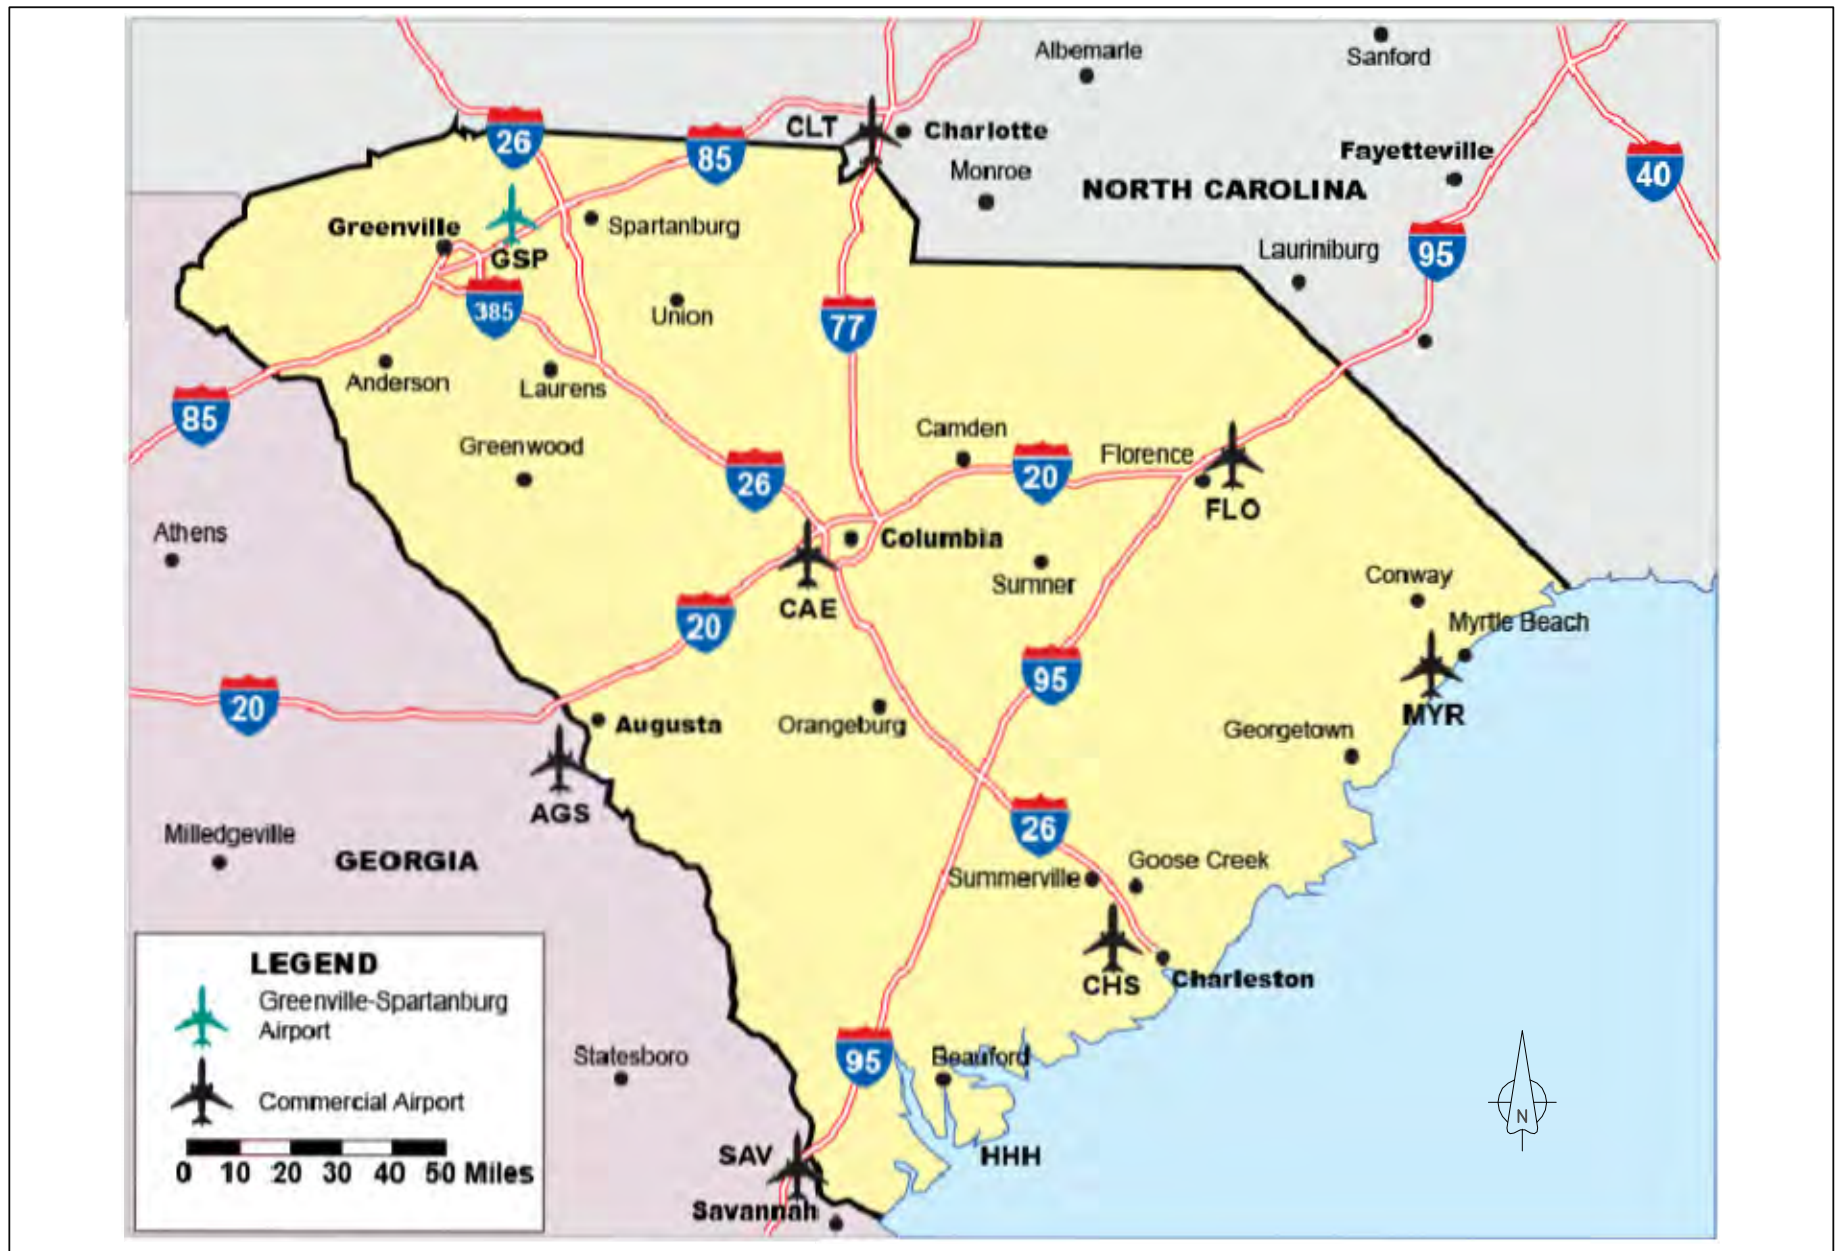 Albemarle
Sanford
26
85
CLT
Charlotte
Fayetteville
40
Monroe
NORTH CAROLINA
Greenville
Spartanburg
GSP
Lauriniburg
95
385
Union
77
Anderson
Laurens
85
Greenwood
Camden
26
20
Florence
FLO
Athens
Columbia
Sumner
Conway
CAE
20
Myrtle Beach
95
20
MYR
Augusta
Orangeburg
Georgetown
AGS
26
Milledgeville
GEORGIA
Summerville
Goose Creek
CHS
Charleston
LEGEND
Greenville-Spartanburg
Airport
Commercial Airport
0 10 20 30 40 50 Miles
Statesboro
95
Beauford
N
SAV
HHH
Savannah